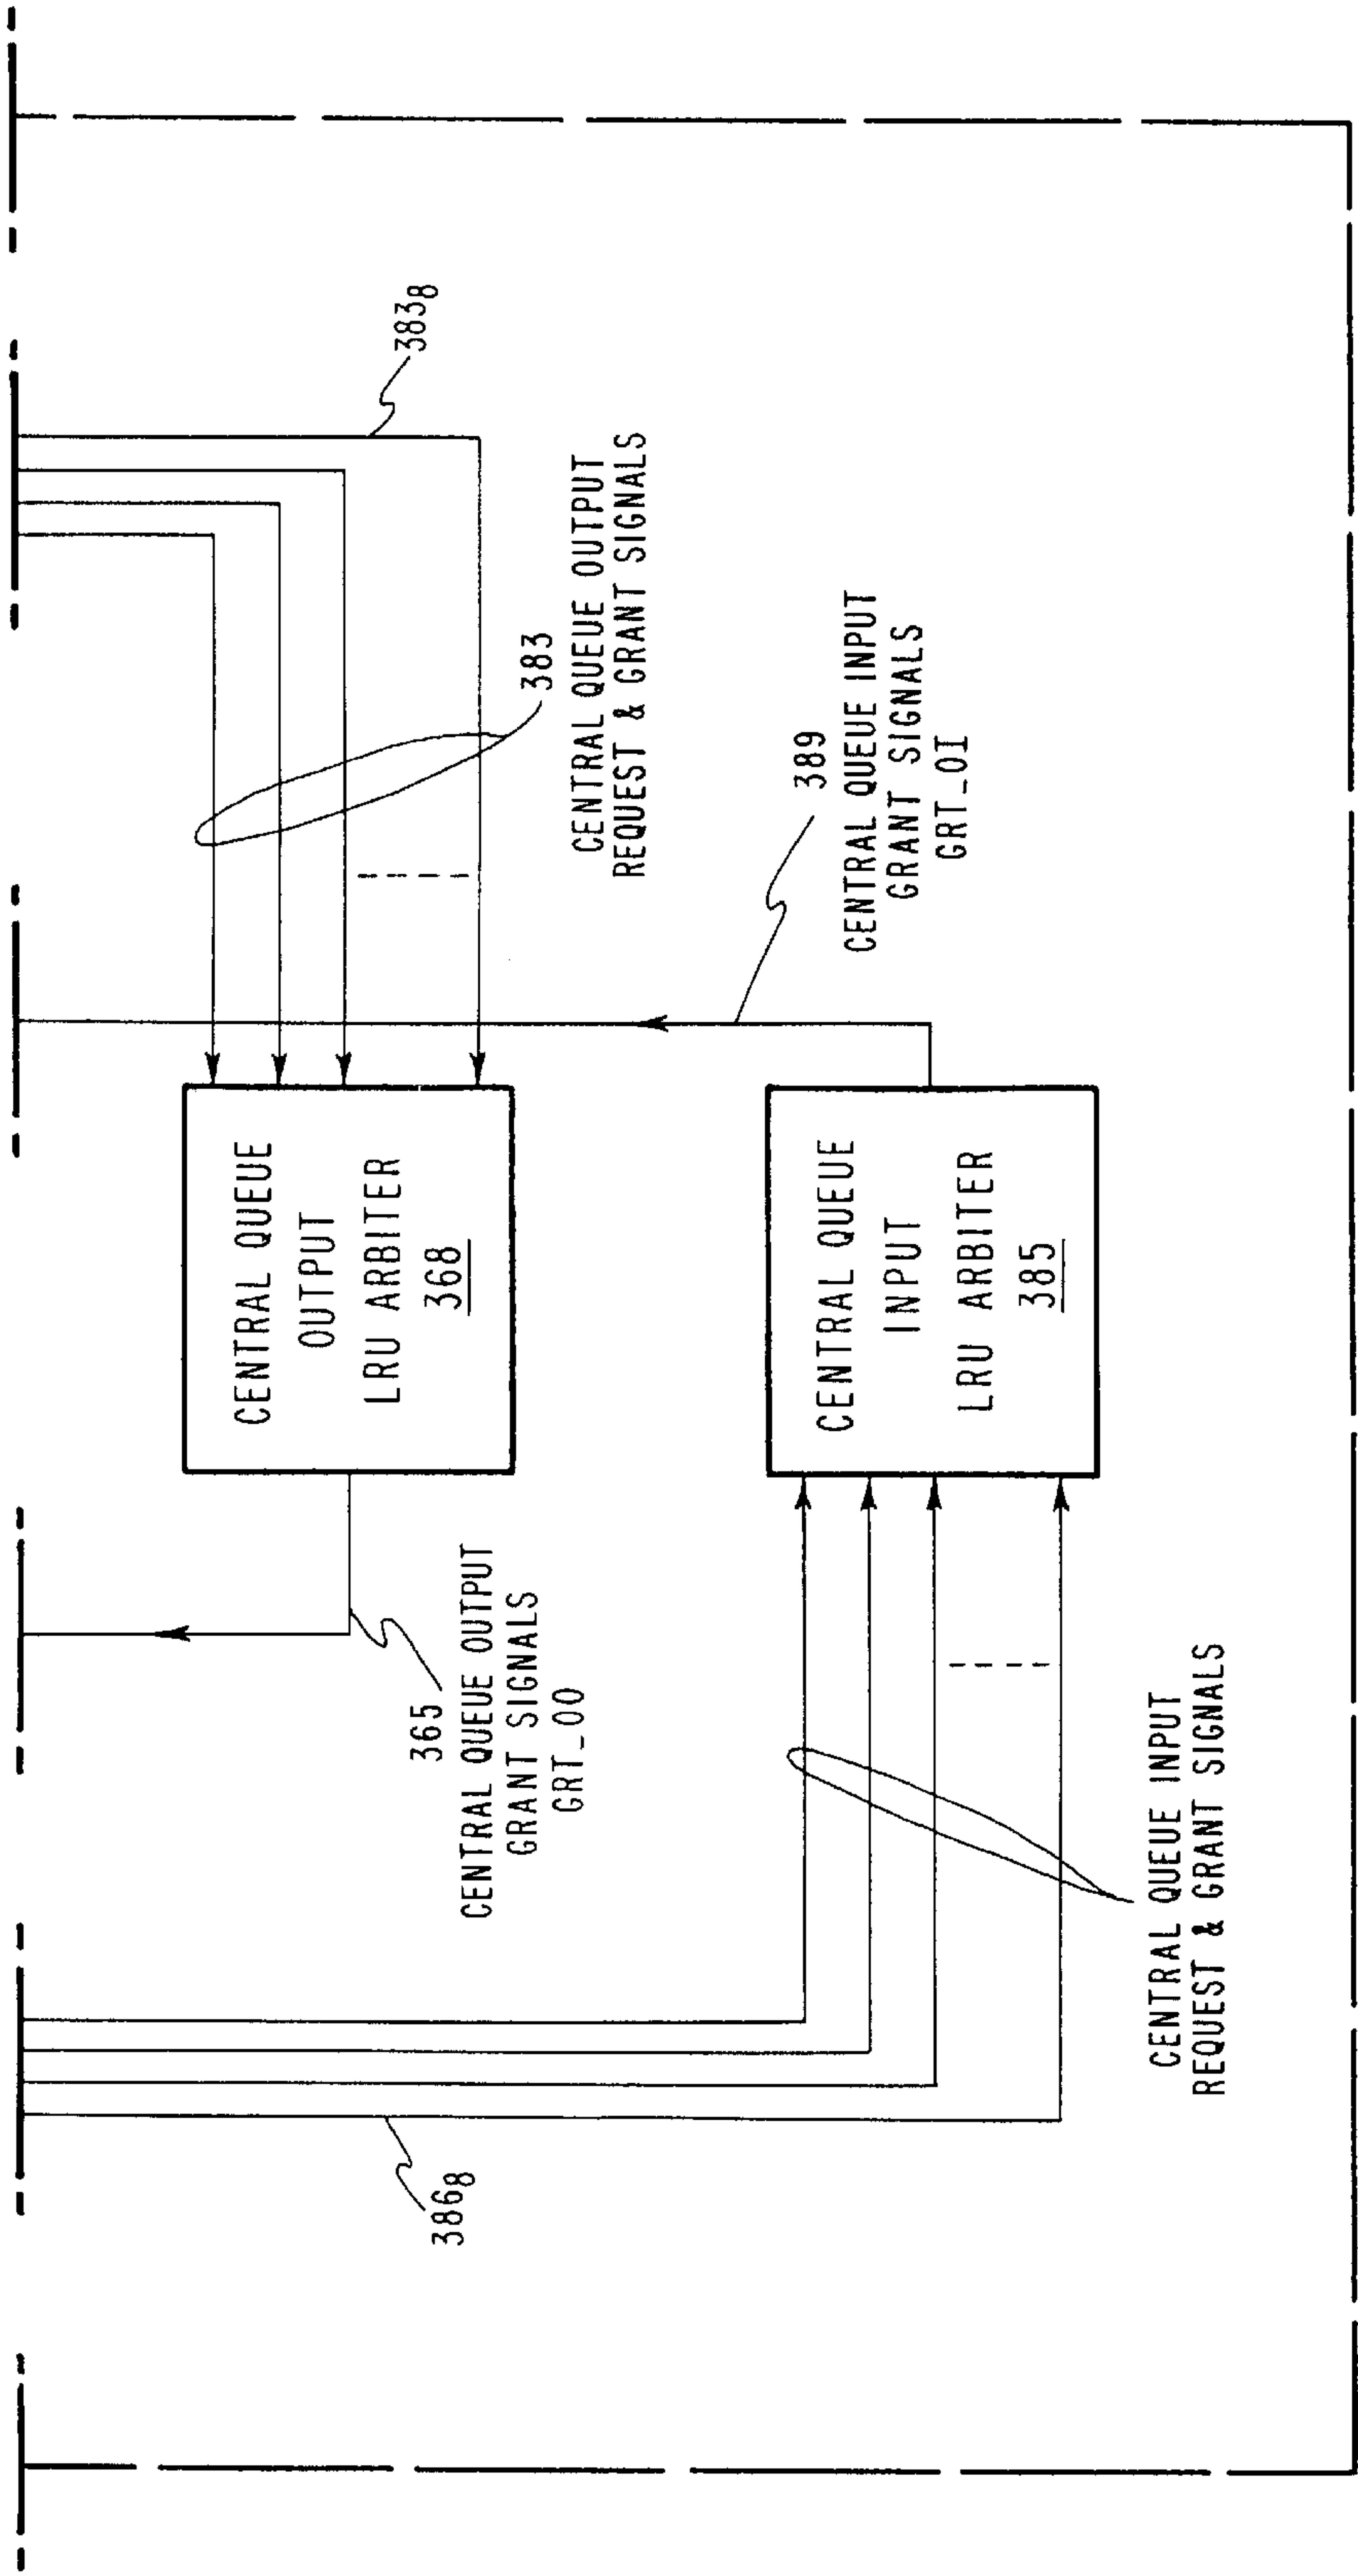 383₈
383
CENTRAL QUEUE OUTPUT
REQUEST & GRANT SIGNALS
CENTRAL QUEUE
OUTPUT
LRU ARBITER
368
365
CENTRAL QUEUE OUTPUT
GRANT SIGNALS
GRT_OO
389
CENTRAL QUEUE INPUT
GRANT SIGNALS
GRT_OI
CENTRAL QUEUE
INPUT
LRU ARBITER
385
386₈
CENTRAL QUEUE INPUT
REQUEST & GRANT SIGNALS